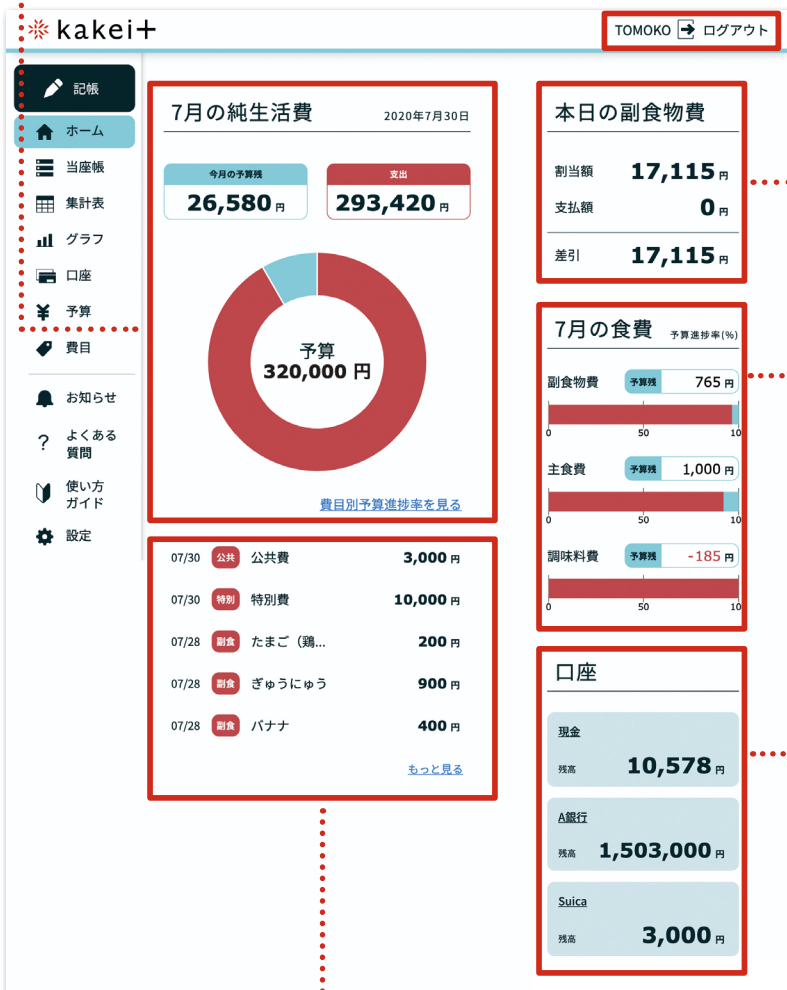 kakei+
TOMOKO ログアウト
記帳
ホーム
当座帳
集計表
グラフ
口座
予算
費目
お知らせ
?
よくある
質問
使い方
ガイド
設定
7月の純生活費
2020年7月30日
今月の予算残
26,580 円
支出
293,420 円
予算
320,000 円
費目別予算進捗率を見る
07/30 公共 公共費 3,000 円
07/30 特別 特別費 10,000 円
07/28 副食 たまご（鶏... 200 円
07/28 副食 ぎゅうにゅう 900 円
07/28 副食 バナナ 400 円
もっと見る
本日の副食物費
割当額 17,115 円
支払額 0 円
差引 17,115 円
7月の食費 予算進捗率(%)
副食物費 予算残 765 円
0 50 10
主食費 予算残 1,000 円
0 50 10
調味料費 予算残 -185 円
0 50 10
口座
現金
残高 10,578 円
A銀行
残高 1,503,000 円
Suica
残高 3,000 円